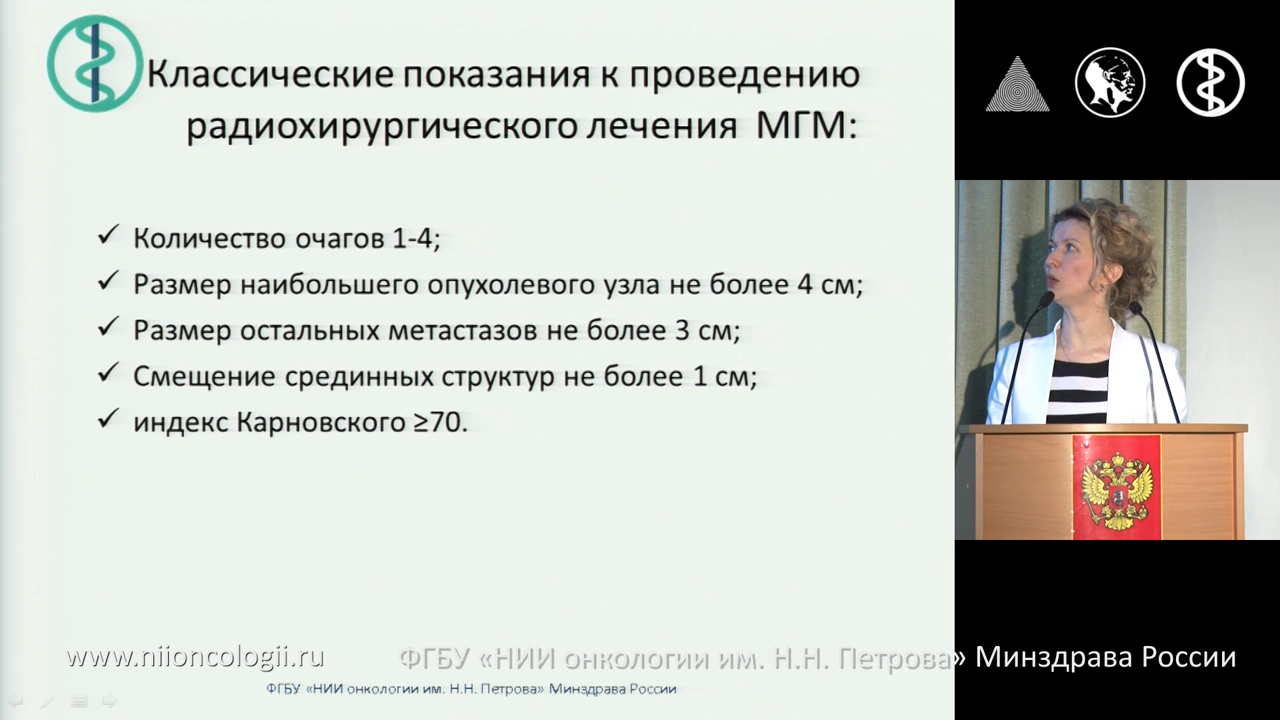 Классические показания к проведению
радиохирургического лечения МГМ:
Количество очагов 1-4;
Размер наибольшего опухолевого узла не более 4 см;
Размер остальных метастазов не более 3 см;
Смещение срединных структур не более 1 см;
индекс Карновского ≥70.
www.niioncologii.ru ФГБУ «НИИ онкологии им. Н.Н. Петрова» Минздрава России
ФГБУ «НИИ онкологии им. Н.Н. Петрова» Минздрава России